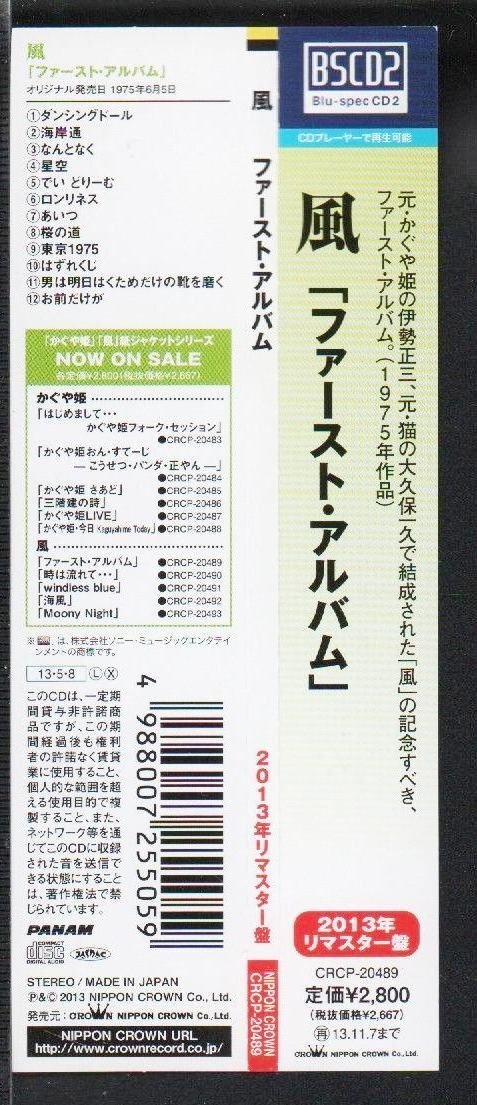 風
「ファースト・アルバム」
オリジナル発売日 1975年6月5日
①ダンシングドール
②海岸通
③なんとなく
④星空
⑤でい どりーむ
⑥ロンリネス
⑦あいつ
⑧桜の道
⑨東京1975
⑩はずれくじ
⑪男は明日はくためだけの靴を磨く
⑫お前だけが
「かぐや姫」「風」紙ジャケットシリーズ
NOW ON SALE
各定価¥2,800(税抜価格¥2,667)
かぐや姫
「はじめまして・・・
かぐや姫フォーク・セッション」
●CRCP-20483
「かぐや姫おん・すてーじ
― こうせつ・パンダ・正やん ―」
●CRCP-20484
「かぐや姫 さあど」 ●CRCP-20485
「三階建の詩」 ●CRCP-20486
「かぐや姫LIVE」 ●CRCP-20487
「かぐや姫・今日 Kaguyahime Today」 ●CRCP-20488
風
「ファースト・アルバム」 ●CRCP-20489
「時は流れて・・・」 ●CRCP-20490
「windless blue」 ●CRCP-20491
「海風」 ●CRCP-20492
「Moony Night」 ●CRCP-20493
※ は、株式会社ソニー・ミュージックエンタテイ
ンメントの商標です。
13・5・8 Ⓛ Ⓧ
このCDは、一定期
間貸与非許諾商
品ですが、この期
間経過後も権利
者の許諾なく賃貸
業に使用すること、
個人的な範囲を超
える使用目的で複
製すること、また、
ネットワーク等を通
じてこのCDに収録
された音を送信で
きる状態にすること
は、著作権法で禁
じられています。
4 988007 255059
PANAM
COMPACT
disc
DIGITAL AUDIO
STEREO / MADE IN JAPAN
℗&© 2013 NIPPON CROWN Co., Ltd.
発売元： CROWN NIPPON CROWN Co., Ltd.
NIPPON CROWN URL
http://www.crownrecord.co.jp/
風 ファースト・アルバム
2013年リマスター盤
NIPPON CROWN
CRCP-20489
BSCD2
Blu-spec CD 2
CDプレーヤーで再生可能
元・かぐや姫の伊勢正三、元・猫の大久保一久で結成された「風」の記念すべき、
ファースト・アルバム。（1975年作品）
風「ファースト・アルバム」
2013年
リマスター盤
CRCP-20489
定価¥2,800
(税抜価格¥2,667)
再 13.11.7まで
CROWN NIPPON CROWN Co., Ltd.